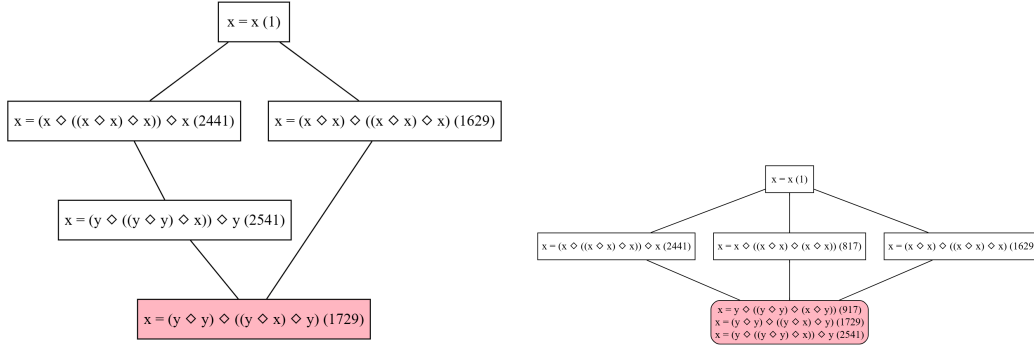 x = x (1)
x = (x ◇ ((x ◇ x) ◇ x)) ◇ x (2441)
x = (x ◇ x) ◇ ((x ◇ x) ◇ x) (1629)
x = (y ◇ ((y ◇ y) ◇ x)) ◇ y (2541)
x = (y ◇ y) ◇ ((y ◇ x) ◇ y) (1729)
x = x (1)
x = (x ◇ ((x ◇ x) ◇ x)) ◇ x (2441)
x = x ◇ ((x ◇ x) ◇ (x ◇ x)) (817)
x = (x ◇ x) ◇ ((x ◇ x) ◇ x) (1629
x = y ◇ ((y ◇ y) ◇ (x ◇ y)) (917)
x = (y ◇ y) ◇ ((y ◇ x) ◇ y) (1729)
x = (y ◇ ((y ◇ y) ◇ x)) ◇ y (2541)